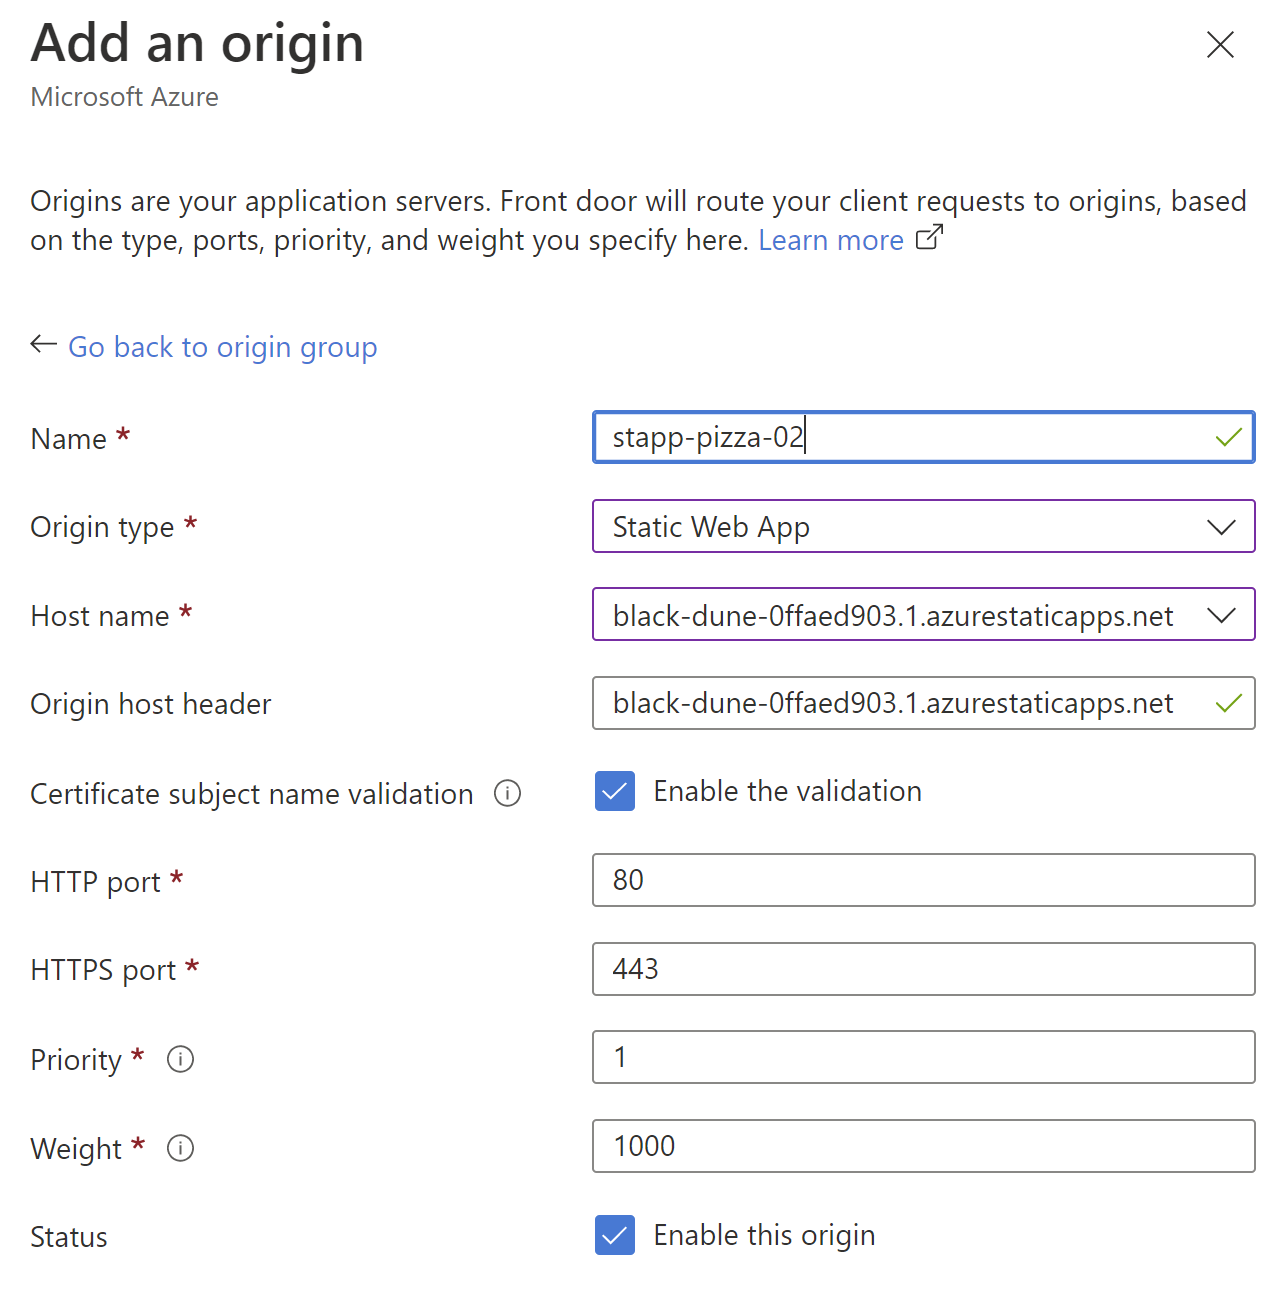 Add an origin
Microsoft Azure
Origins are your application servers. Front door will route your client requests to origins, based
on the type, ports, priority, and weight you specify here. Learn more
Go back to origin group
Name *
stapp-pizza-02
Origin type *
Static Web App
Host name *
black-dune-0ffaed903.1.azurestaticapps.net
Origin host header
black-dune-0ffaed903.1.azurestaticapps.net
Certificate subject name validation
Enable the validation
HTTP port *
80
HTTPS port *
443
Priority *
1
Weight *
1000
Status
Enable this origin